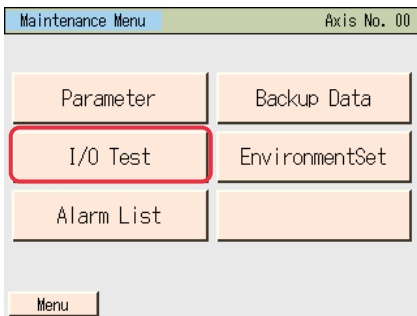 Maintenance Menu Axis No. 00
Parameter Backup Data
I/O Test EnvironmentSet
Alarm List
Menu